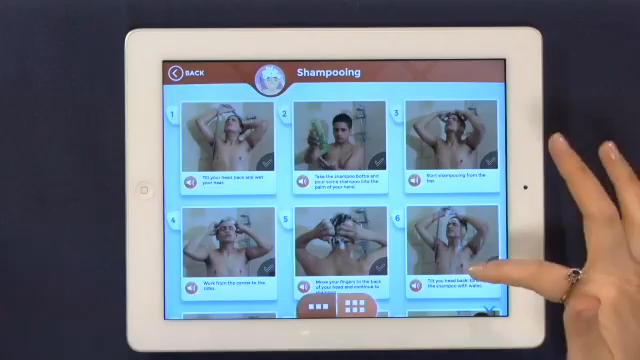 BACK
Shampooing
1
2
3
Tilt your head back and wet
your head.
Take the shampoo bottle and
pour some shampoo into the
palm of your hand.
Start shampooing from the
top.
4
5
6
Work from the center to the
sides.
Move your fingers to the back
of your head and continue to
Tilt you head back
the shampoo with water.